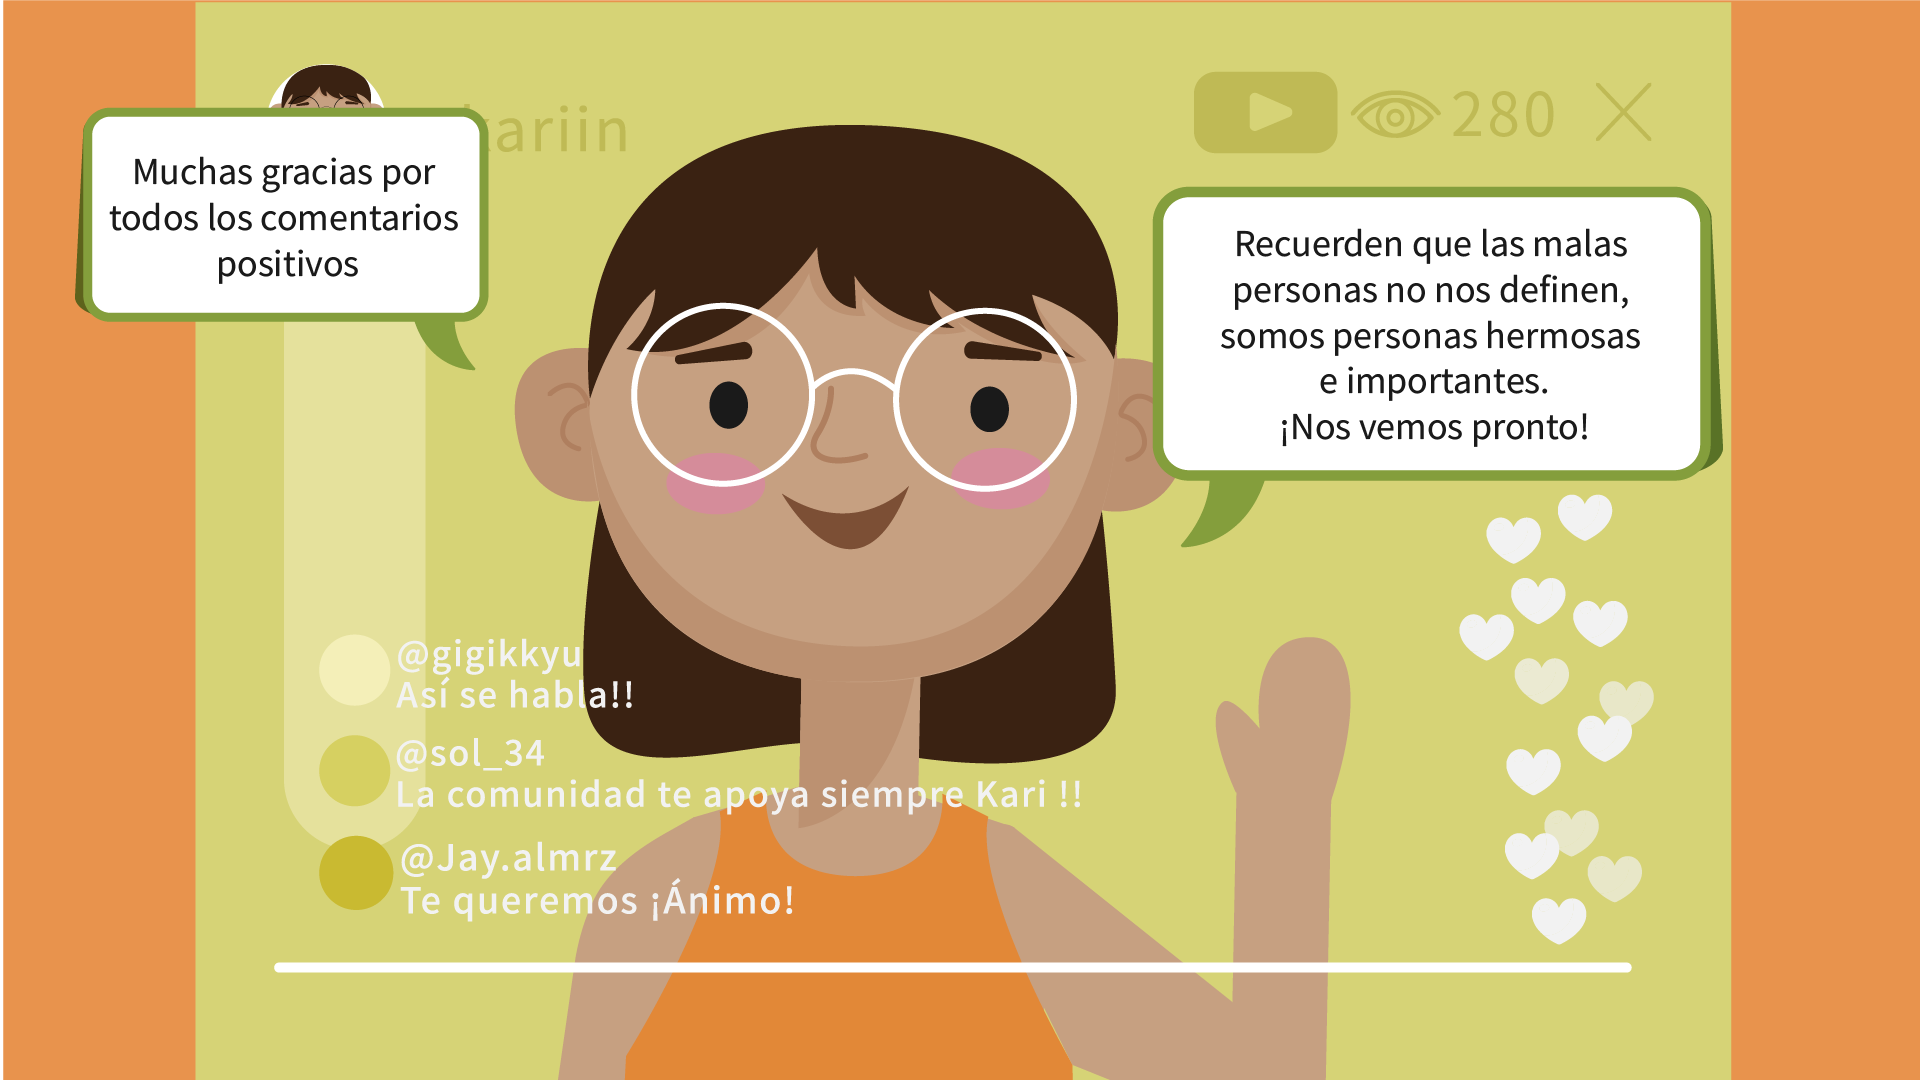 280
Muchas gracias por
todos los comentarios
positivos
Recuerden que las malas
personas no nos definen,
somos personas hermosas
e importantes.
¡Nos vemos pronto!
@gigikkyu
Así se habla!!
@sol_34
La comunidad te apoya siempre Kari !!
@Jay.almrz
Te queremos ¡Ánimo!